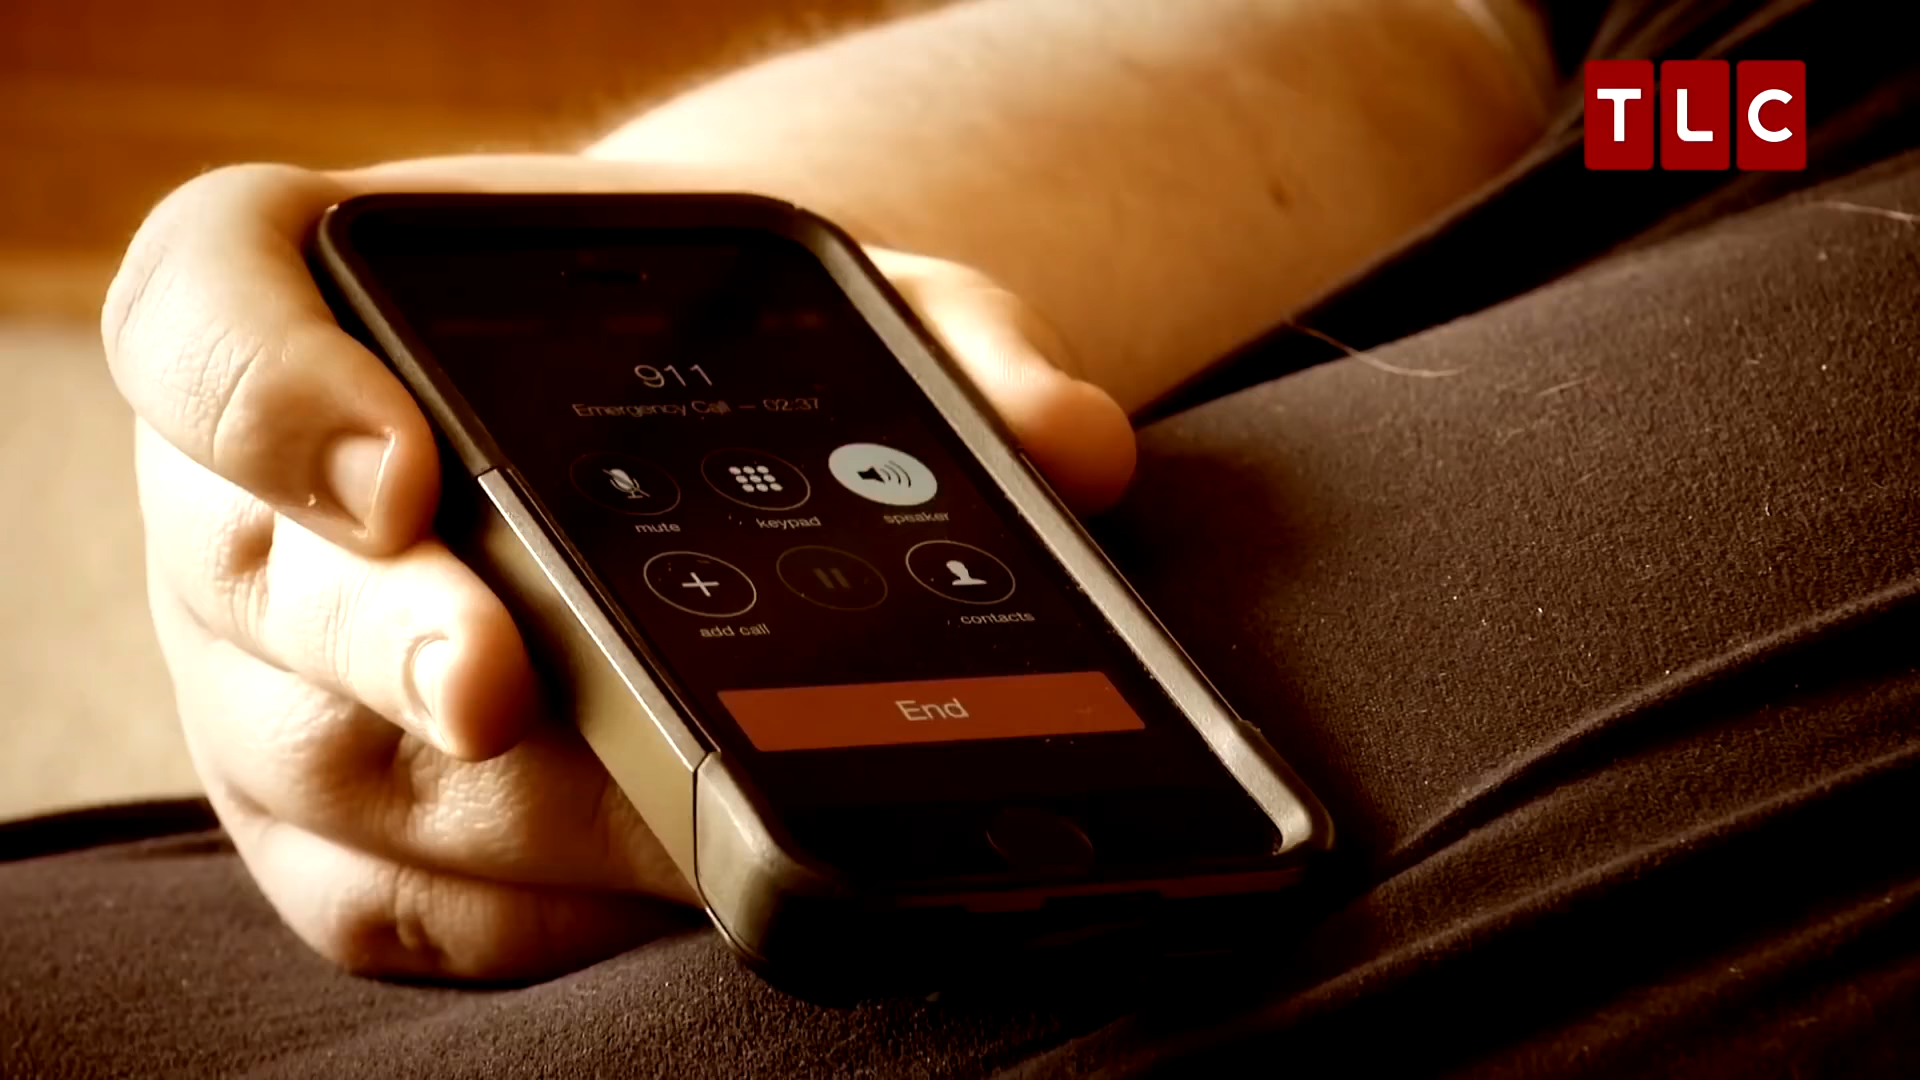 TLC
911
Emergency Call — 02:37
mute keypad speaker
add call contacts
End